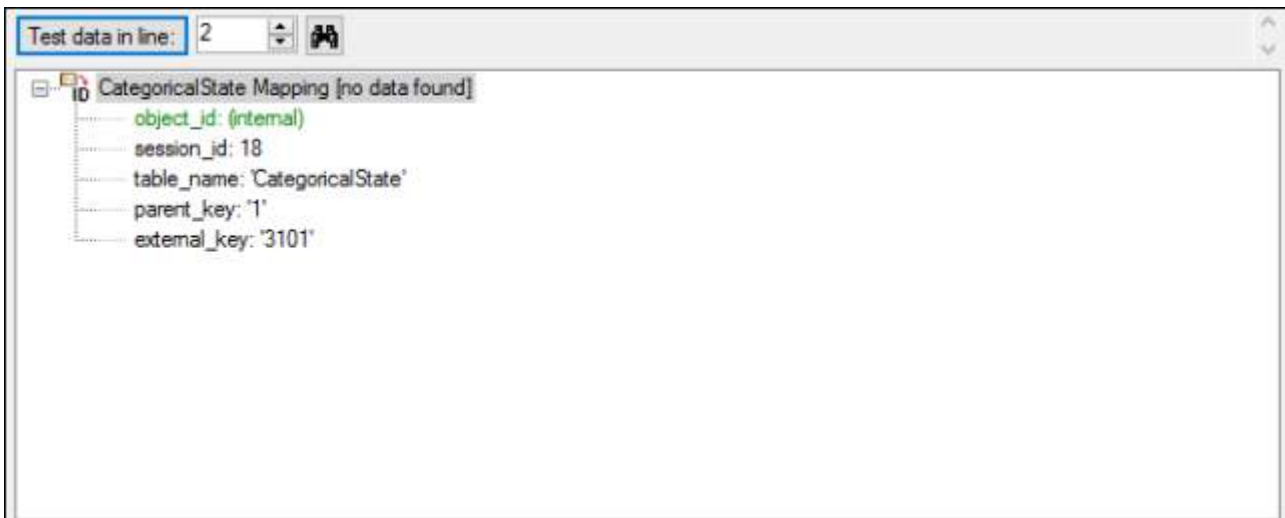 Test data in line: 2
ID CategoricalState Mapping [no data found]
object_id: (internal)
session_id: 18
table_name: 'CategoricalState'
parent_key: '1'
external_key: '3101'